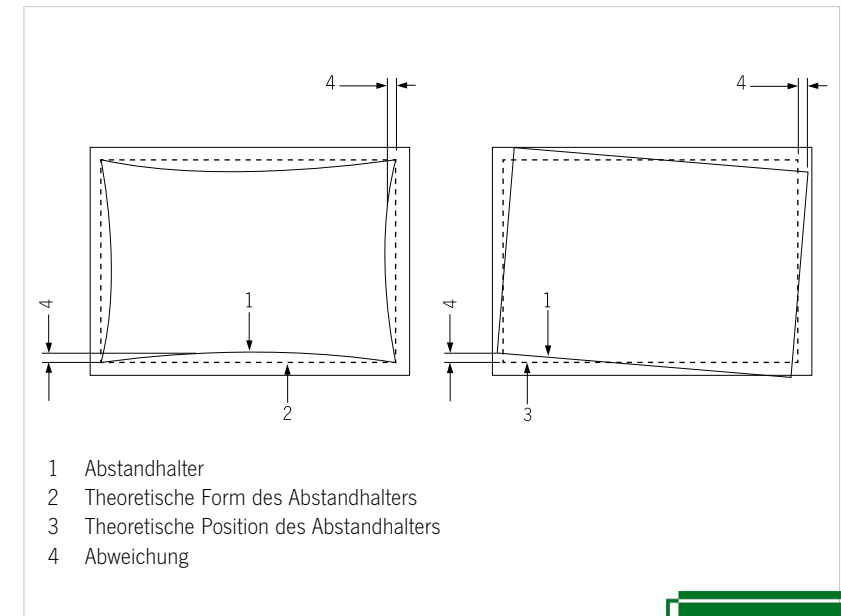 4 4
4 1 4 1
2 3
1 Abstandhalter
2 Theoretische Form des Abstandhalters
3 Theoretische Position des Abstandhalters
4 Abweichung